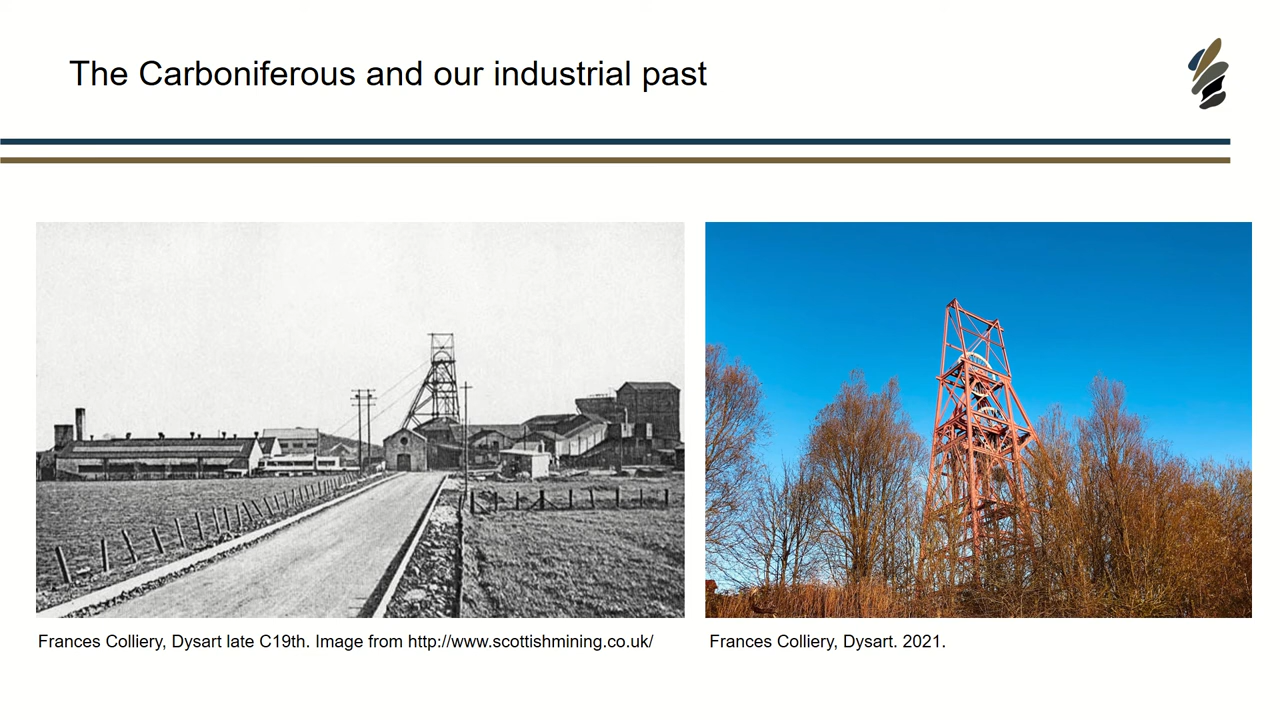 The Carboniferous and our industrial past
Frances Colliery, Dysart late C19th. Image from http://www.scottishmining.co.uk/
Frances Colliery, Dysart. 2021.